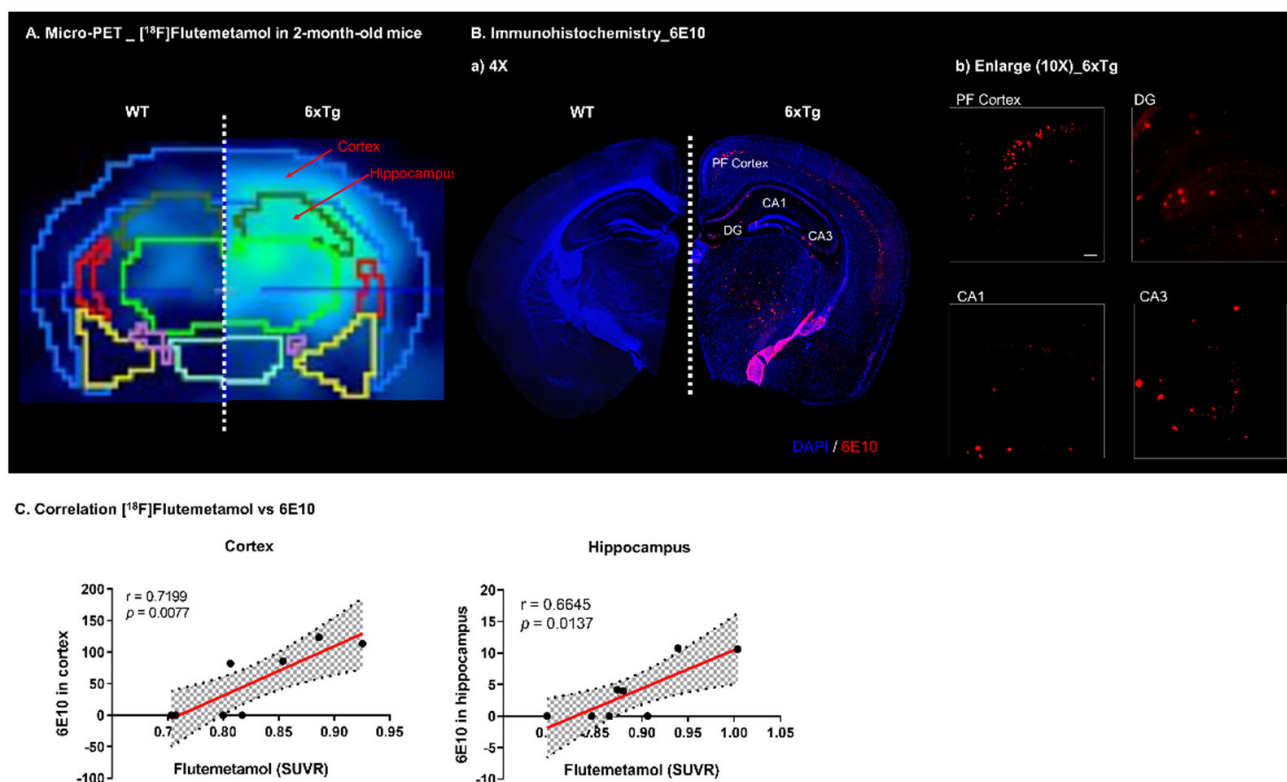 A. Micro-PET _ [¹⁸F]Flutemetamol in 2-month-old mice
WT
6xTg
Cortex
Hippocampus
B. Immunohistochemistry_6E10
a) 4X
WT
6xTg
PF Cortex
CA1
DG
CA3
DAPI / 6E10
b) Enlarge (10X)_6xTg
PF Cortex
DG
CA1
CA3
C. Correlation [¹⁸F]Flutemetamol vs 6E10
Cortex
r = 0.7199
p = 0.0077
6E10 in cortex
200
150
100
50
0
-50
-100
0.80
0.85
0.90
0.95
Flutemetamol (SUVR)
Hippocampus
r = 0.6645
p = 0.0137
6E10 in hippocampus
20
15
10
5
0
-5
-10
0.85
0.90
0.95
1.00
1.05
Flutemetamol (SUVR)